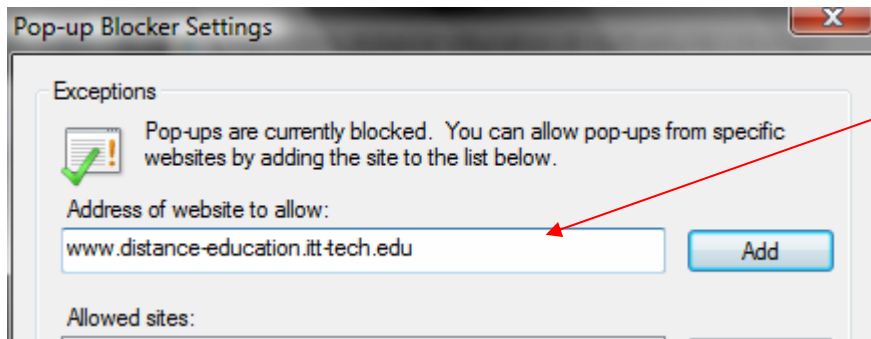 Pop-up Blocker Settings
Exceptions
Pop-ups are currently blocked. You can allow pop-ups from specific
websites by adding the site to the list below.
Address of website to allow:
www.distance-education.itt-tech.edu
Add
Allowed sites: